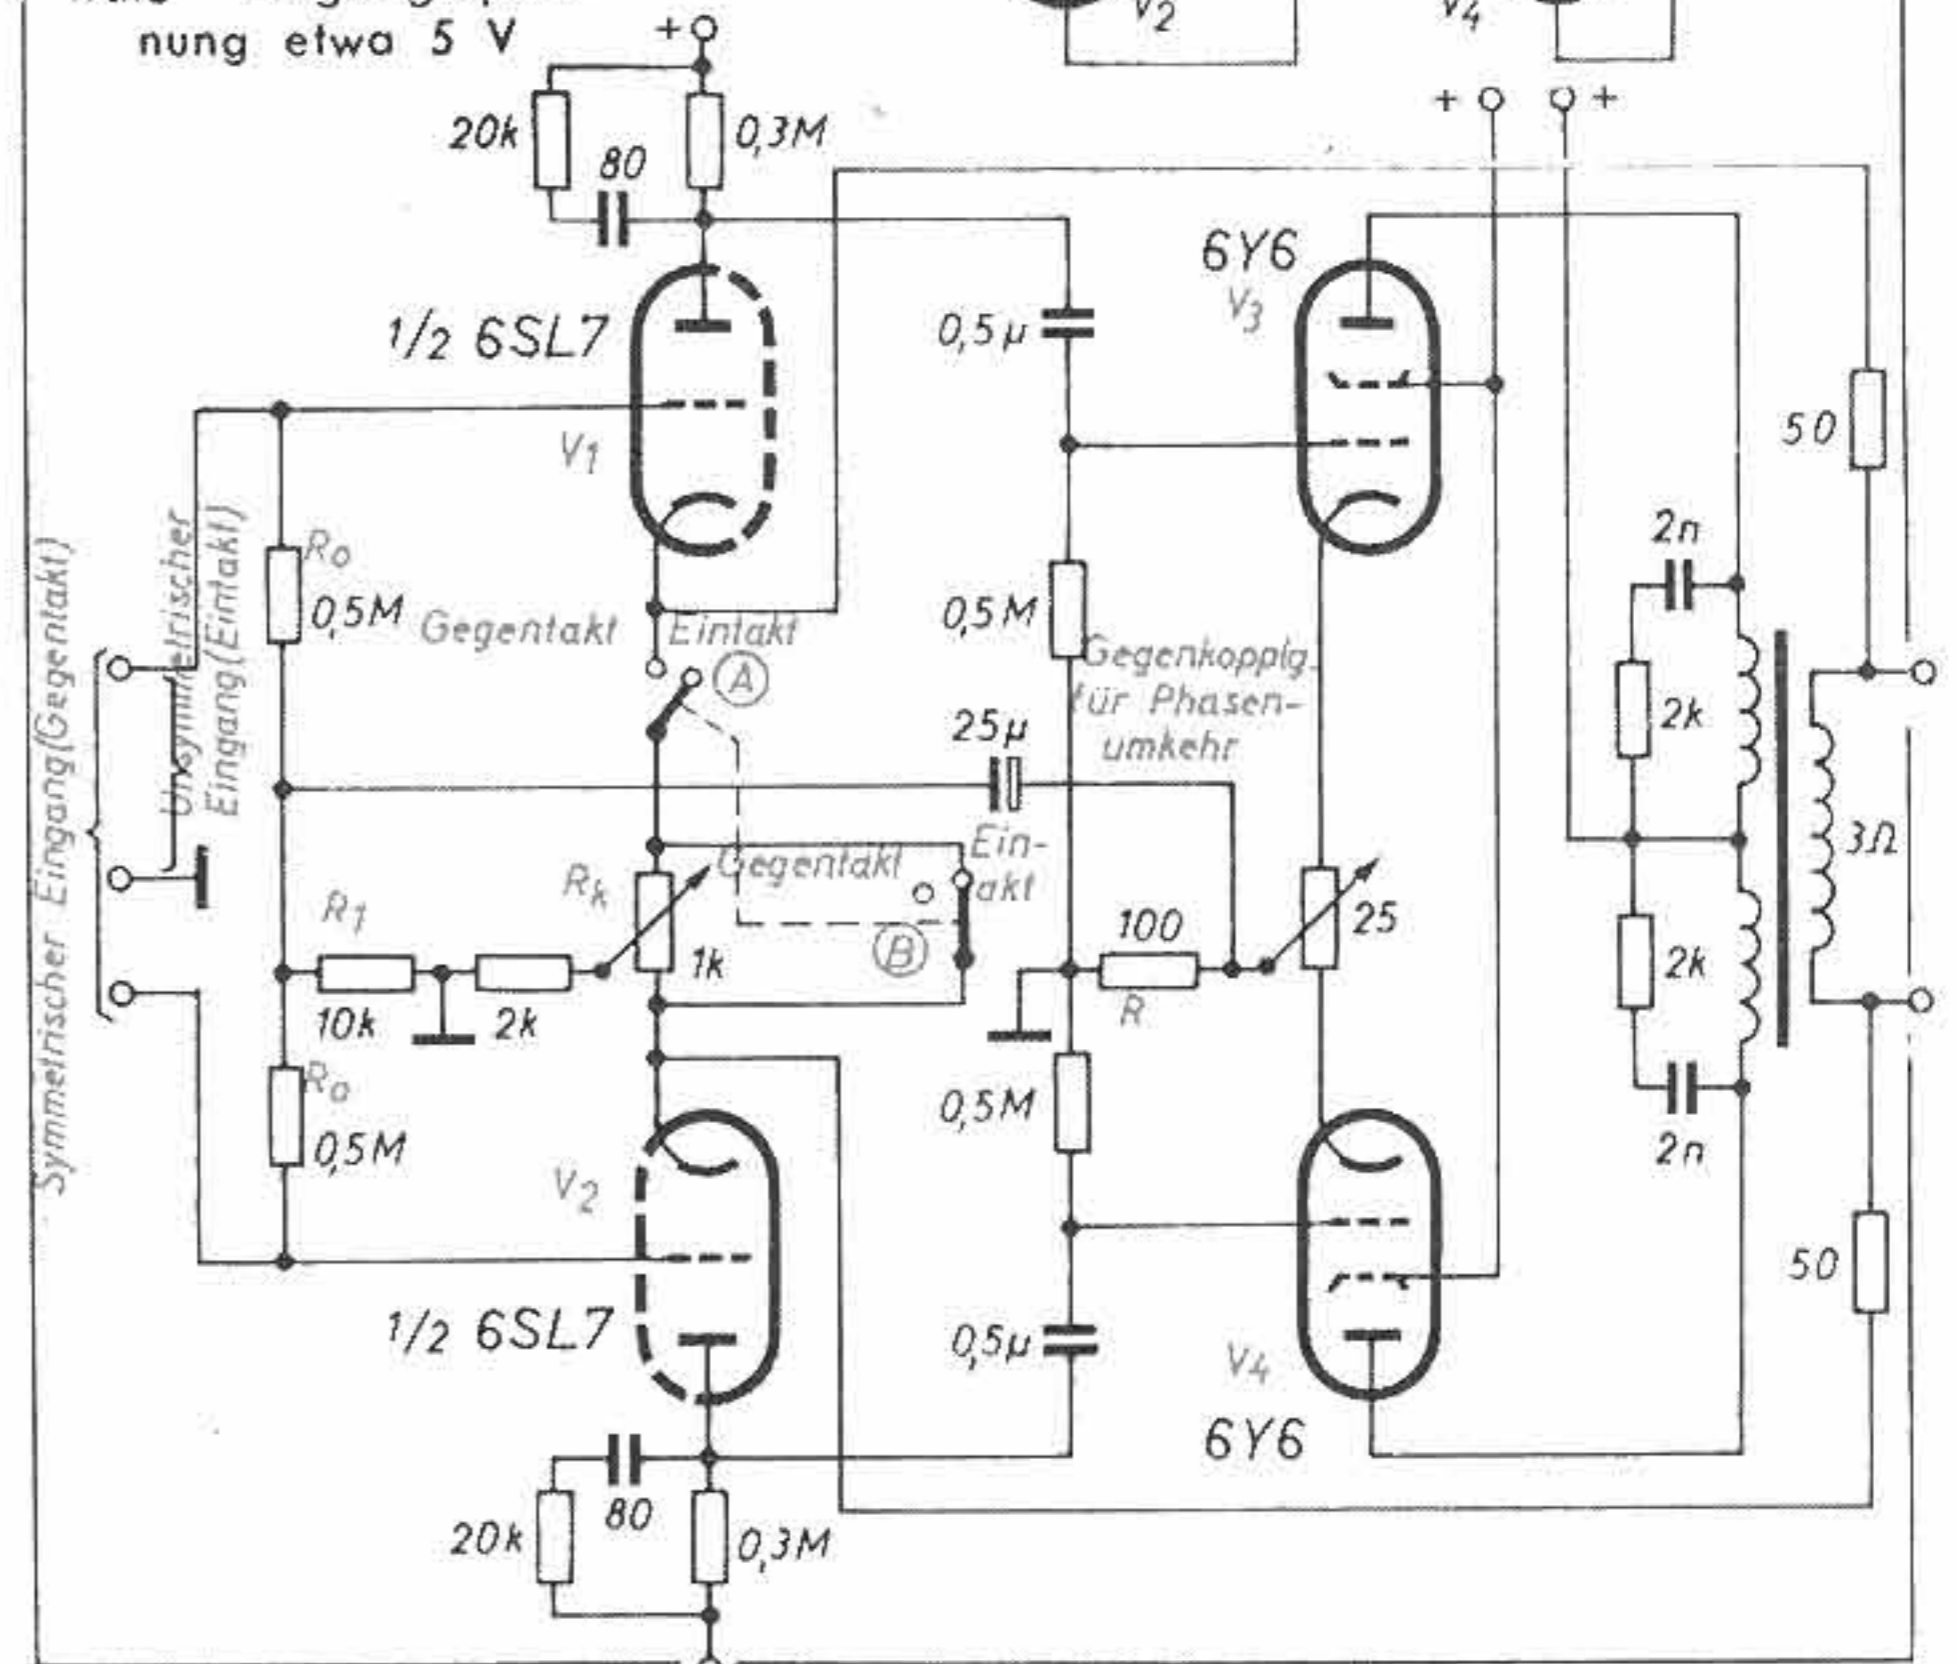 nung etwa 5 V
V2
V4
+
+
+
20k
80
0,3M
6Y6
V3
1/2 6SL7
0,5µ
V1
50
Symmetrischer Eingang(Gegentakt)
Unsymmetrischer
Eingang(Eintakt)
Ro
0,5M
Gegentakt
Eintakt
A
0,5M
Gegenkopplg.
für Phasen-
umkehr
2n
2k
25µ
Rk
Gegentakt
Ein-
takt
B
3Ω
R1
10k
2k
1k
100
R
25
2k
Ro
0,5M
0,5M
2n
V2
50
1/2 6SL7
0,5µ
V4
6Y6
20k
80
0,3M